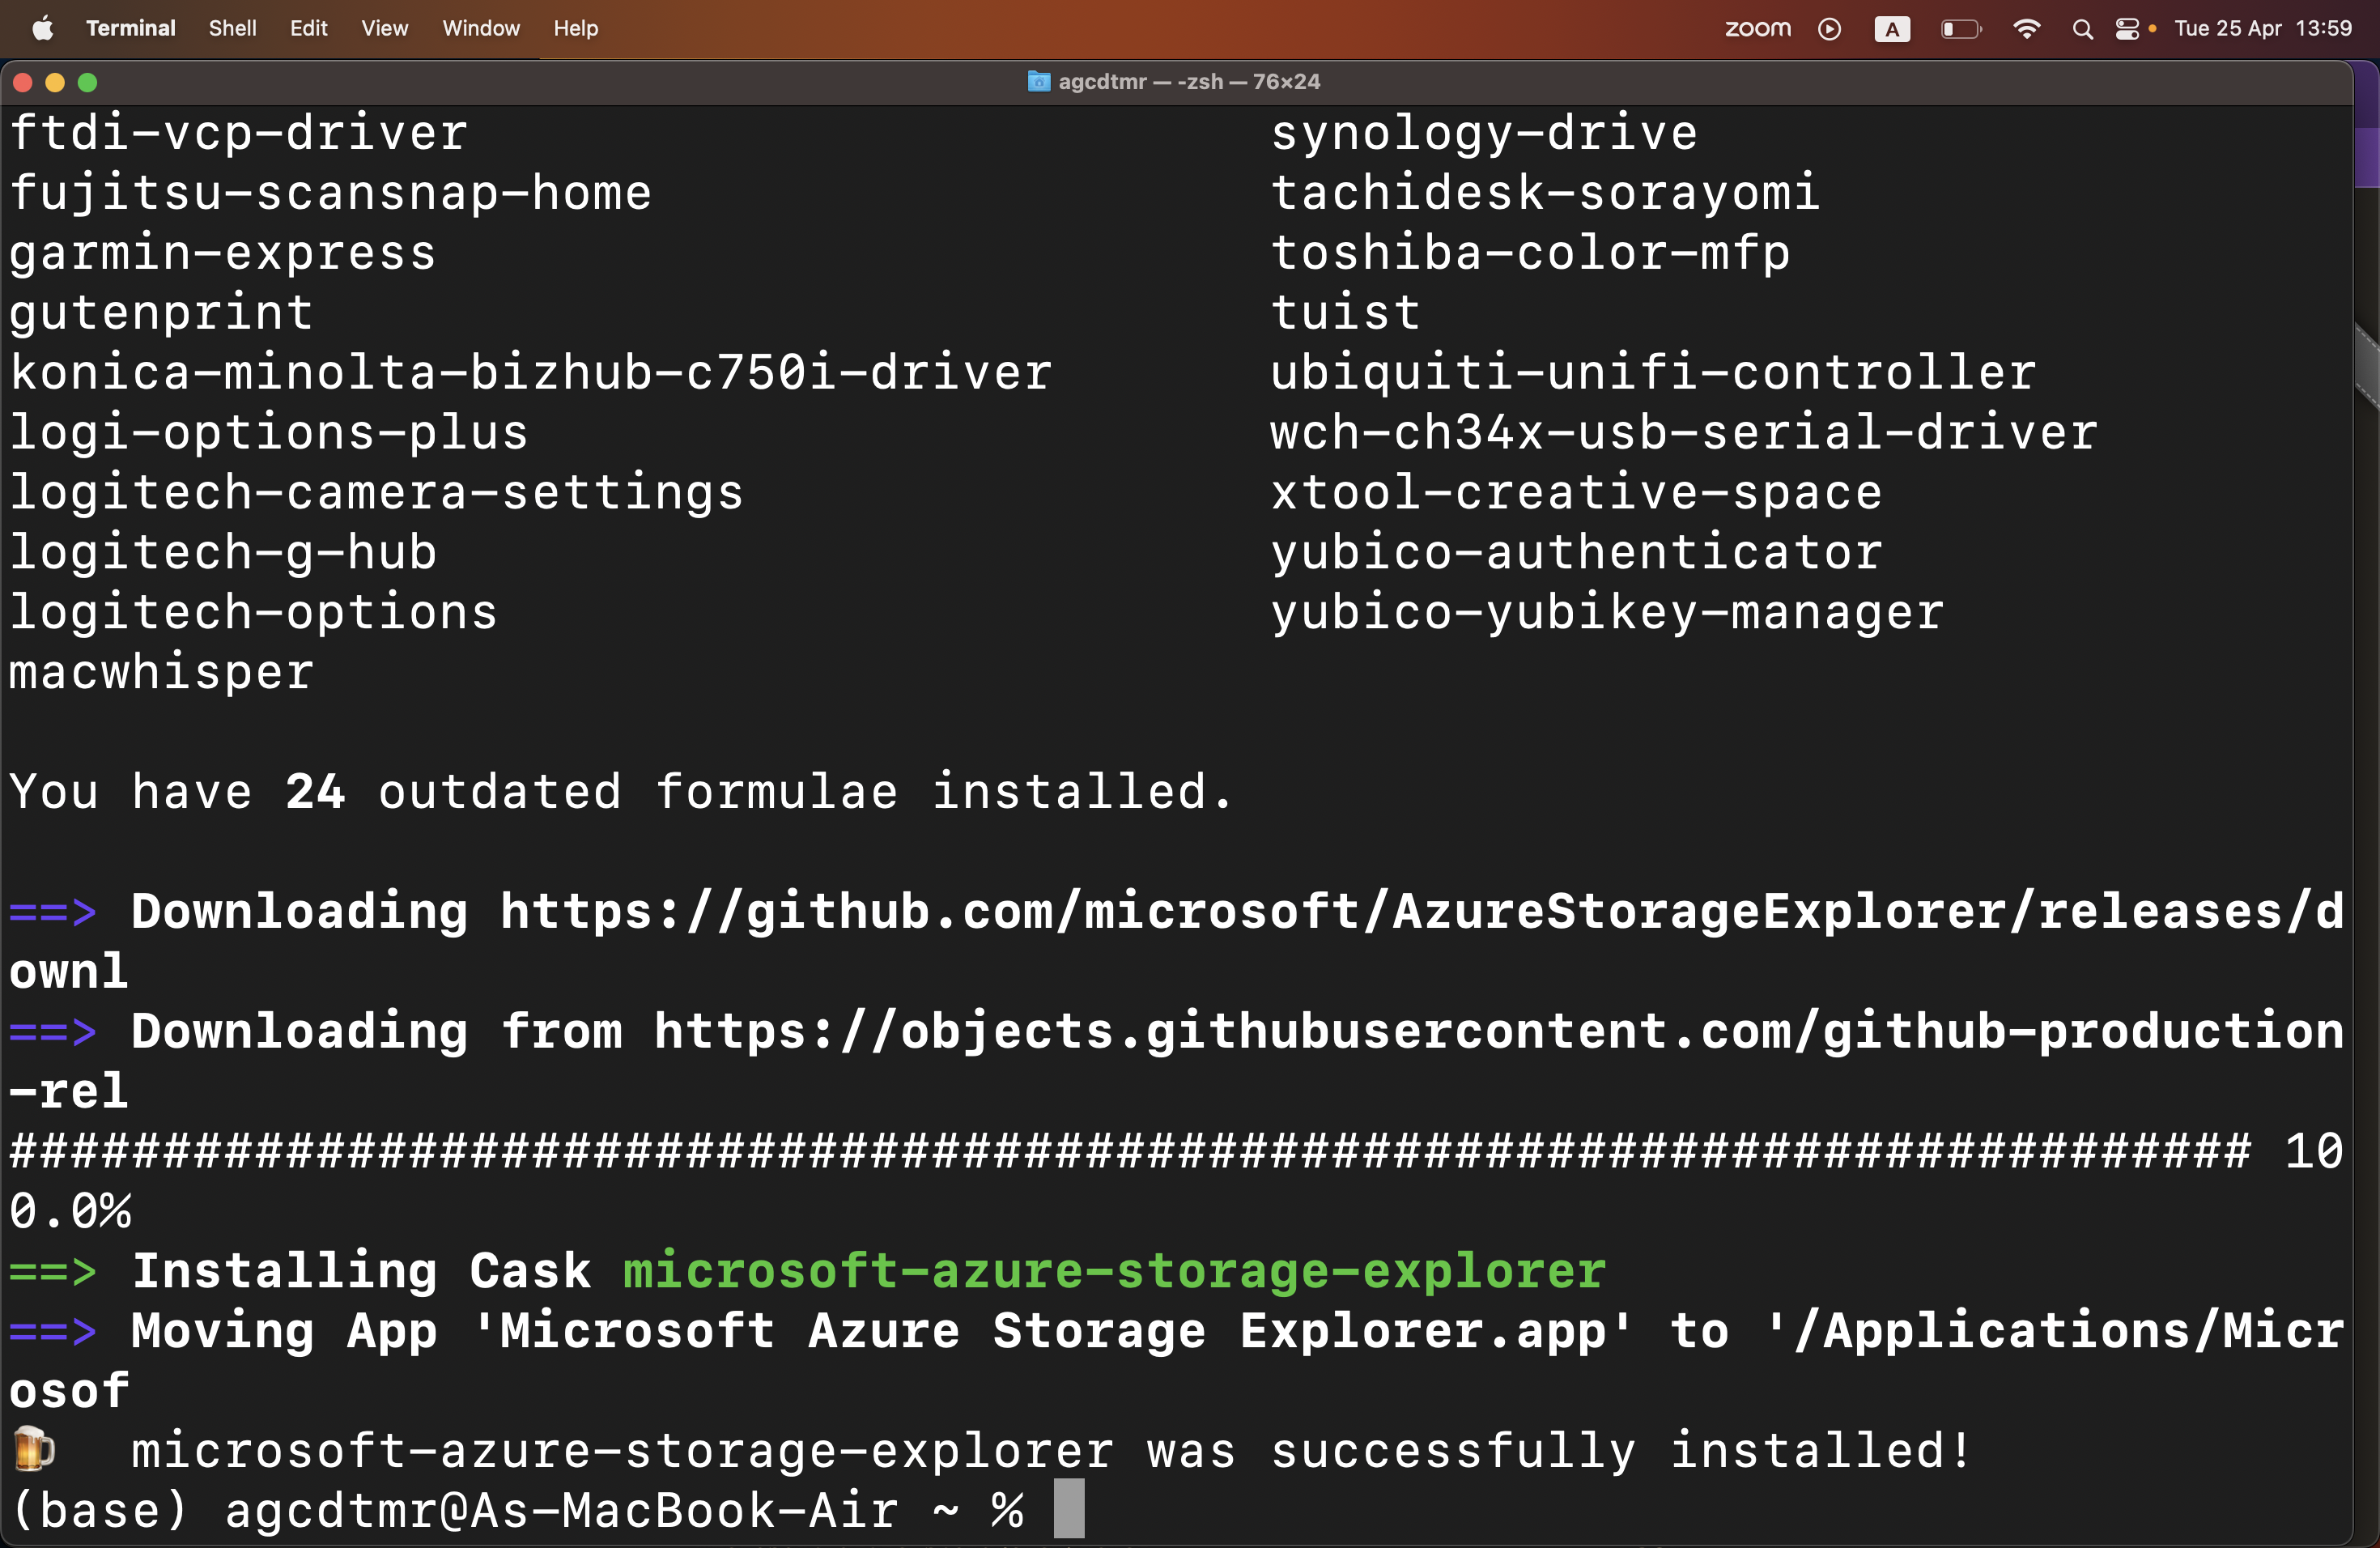 Terminal Shell Edit View Window Help zoom A Tue 25 Apr 13:59
agcdtmr — -zsh — 76×24
ftdi-vcp-driver synology-drive
fujitsu-scansnap-home tachidesk-sorayomi
garmin-express toshiba-color-mfp
gutenprint tuist
konica-minolta-bizhub-c750i-driver ubiquiti-unifi-controller
logi-options-plus wch-ch34x-usb-serial-driver
logitech-camera-settings xtool-creative-space
logitech-g-hub yubico-authenticator
logitech-options yubico-yubikey-manager
macwhisper
You have 24 outdated formulae installed.
==> Downloading https://github.com/microsoft/AzureStorageExplorer/releases/d
ownl
==> Downloading from https://objects.githubusercontent.com/github-production
-rel
######################################################################### 10
0.0%
==> Installing Cask microsoft-azure-storage-explorer
==> Moving App 'Microsoft Azure Storage Explorer.app' to '/Applications/Micr
osof
🍺 microsoft-azure-storage-explorer was successfully installed!
(base) agcdtmr@As-MacBook-Air ~ %